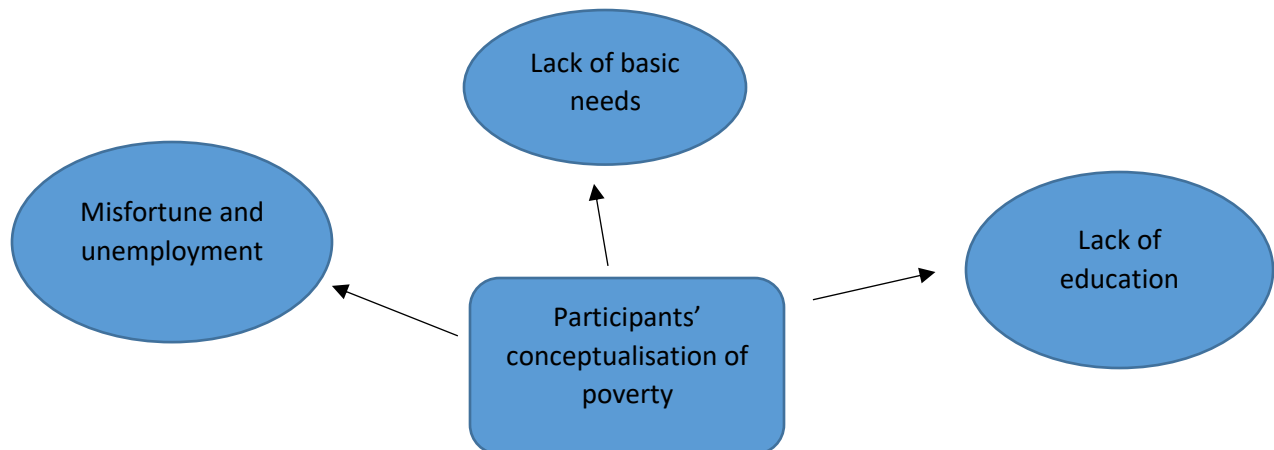 Lack of basic
needs
Misfortune and
unemployment
Lack of
education
Participants’
conceptualisation of
poverty